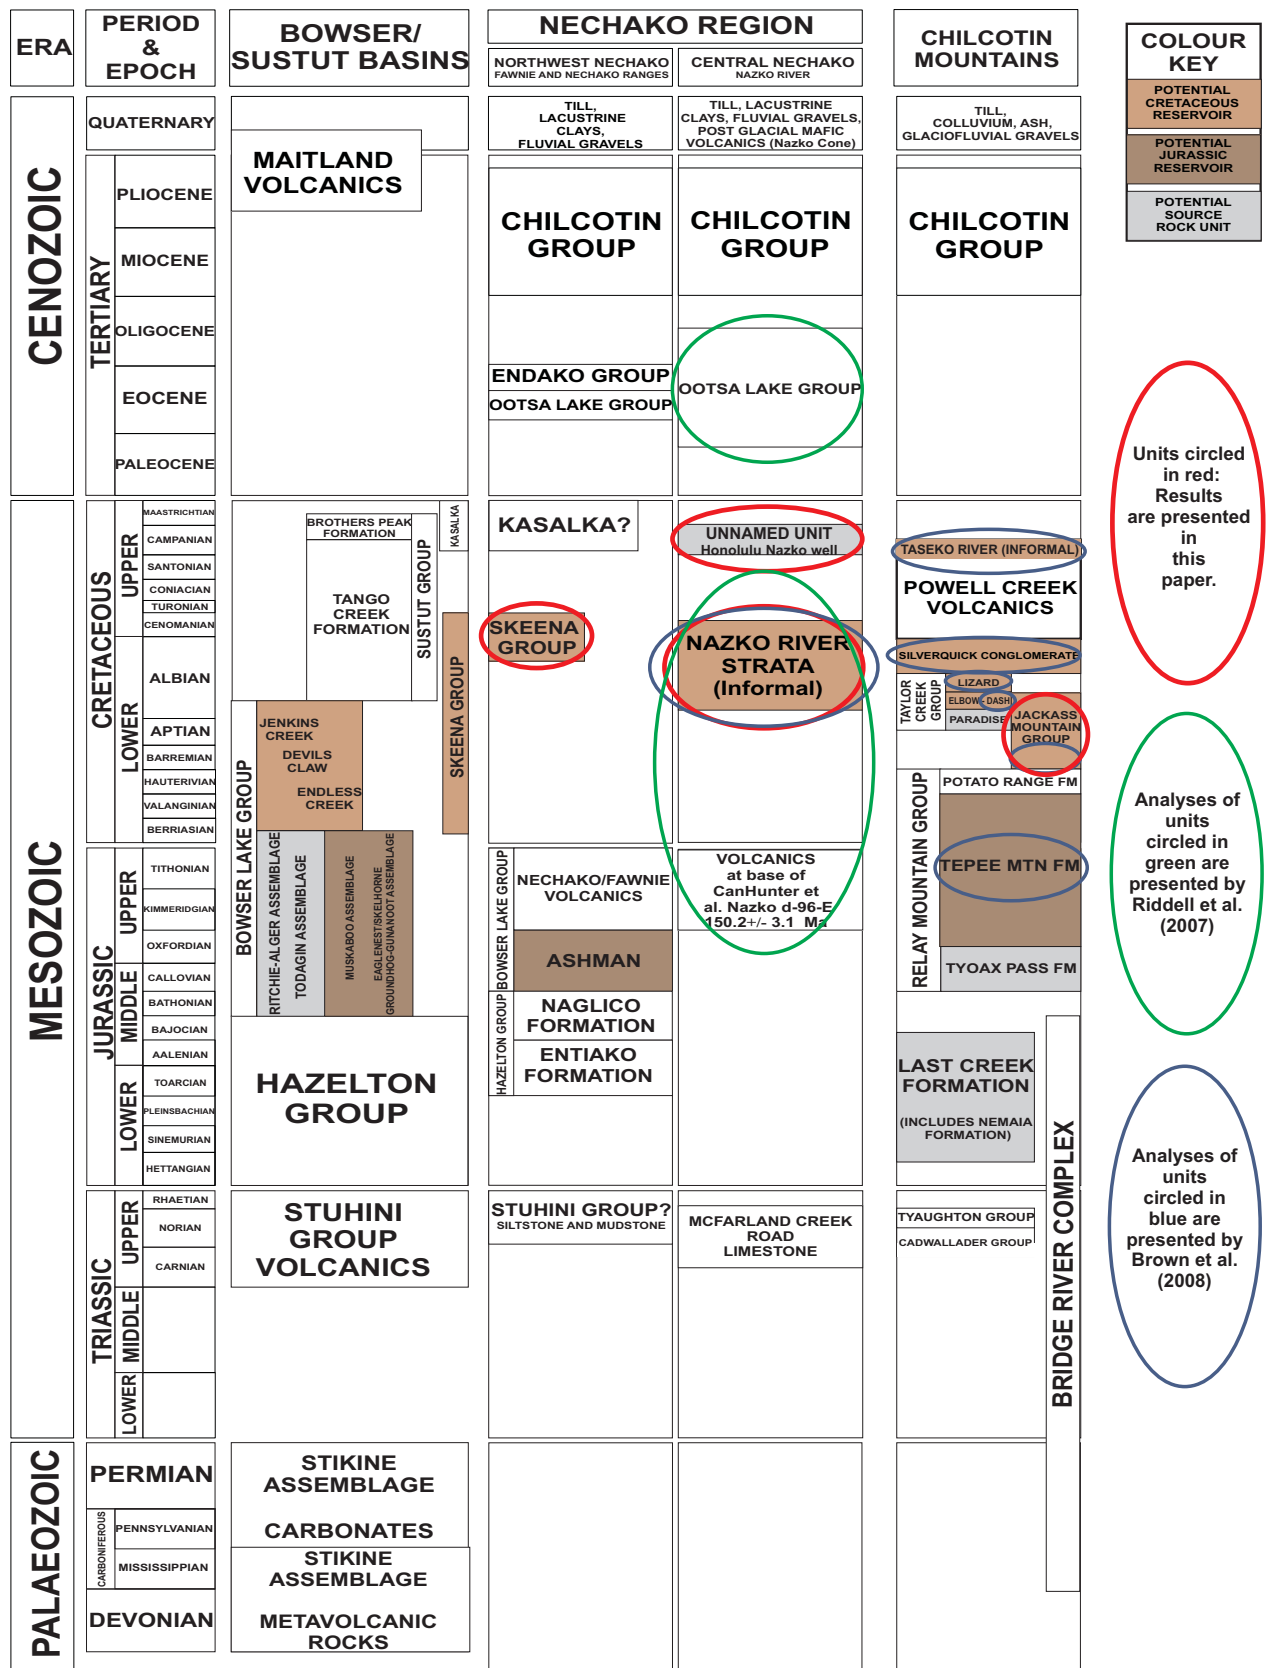 ERA
PERIOD
&
EPOCH
BOWSER/
SUSTUT BASINS
NECHAKO REGION
NORTHWEST NECHAKO
FAWNIE AND NECHAKO RANGES
CENTRAL NECHAKO
NAZKO RIVER
CHILCOTIN
MOUNTAINS
COLOUR
KEY
POTENTIAL
CRETACEOUS
RESERVOIR
POTENTIAL
JURASSIC
RESERVOIR
POTENTIAL
SOURCE
ROCK UNIT
CENOZOIC
QUATERNARY
TERTIARY
PLIOCENE
MIOCENE
OLIGOCENE
EOCENE
PALEOCENE
MAITLAND
VOLCANICS
TILL,
LACUSTRINE
CLAYS,
FLUVIAL GRAVELS
TILL, LACUSTRINE
CLAYS, FLUVIAL GRAVELS,
POST GLACIAL MAFIC
VOLCANICS (Nazko Cone)
TILL,
COLLUVIUM, ASH,
GLACIOFLUVIAL GRAVELS
CHILCOTIN
GROUP
CHILCOTIN
GROUP
CHILCOTIN
GROUP
ENDAKO GROUP
OOTSA LAKE GROUP
OOTSA LAKE GROUP
MESOZOIC
CRETACEOUS
UPPER
MAASTRICHTIAN
CAMPANIAN
SANTONIAN
CONIACIAN
TURONIAN
CENOMANIAN
LOWER
ALBIAN
APTIAN
BARREMIAN
HAUTERIVIAN
VALANGINIAN
BERRIASIAN
BROTHERS PEAK
FORMATION
TANGO
CREEK
FORMATION
SUSTUT GROUP
KASALKA
SKEENA GROUP
BOWSER LAKE GROUP
JENKINS
CREEK
DEVILS
CLAW
ENDLESS
CREEK
RITCHIE-ALGER ASSEMBLAGE
TOAGIN ASSEMBLAGE
MUSKABOO ASSEMBLAGE
EAGLENEST/SKELHORNE
GROUNDHOG-GUNANOOT ASSEMBLAGE
KASALKA?
SKEENA
GROUP
UNNAMED UNIT
Honolulu Nazko well
NAZKO RIVER
STRATA
(Informal)
TASEKO RIVER (INFORMAL)
POWELL CREEK
VOLCANICS
SILVERQUICK CONGLOMERATE
TAYLOR
CREEK
GROUP
LIZARD
ELBOW - DASH
PARADISE
JACKASS
MOUNTAIN
GROUP
RELAY MOUNTAIN GROUP
POTATO RANGE FM
TEPEE MTN FM
TYOAX PASS FM
JURASSIC
UPPER
TITHONIAN
KIMMERIDGIAN
OXFORDIAN
MIDDLE
CALLOVIAN
BATHONIAN
BAJOCIAN
AALENIAN
LOWER
TOARCIAN
PLEINSBACHIAN
SINEMURIAN
HETTANGIAN
HAZELTON
GROUP
BOWSER LAKE GROUP
NECHAKO/FAWNIE
VOLCANICS
ASHMAN
HAZELTON GROUP
NAGLICO
FORMATION
ENTIAKO
FORMATION
VOLCANICS
at base of
CanHunter et
al. Nazko d-96-E
150.2+/- 3.1 Ma
LAST CREEK
FORMATION
(INCLUDES NEMAIA
FORMATION)
BRIDGE RIVER COMPLEX
TRIASSIC
UPPER
RHAETIAN
NORIAN
CARNIAN
MIDDLE
LOWER
STUHINI
GROUP
VOLCANICS
STUHINI GROUP?
SILTSTONE AND MUDSTONE
MCFARLAND CREEK
ROAD
LIMESTONE
TYAUGHTON GROUP
CADWALLADER GROUP
PALAEOZOIC
PERMIAN
CARBONIFEROUS
PENNSYLVANIAN
MISSISSIPPIAN
DEVONIAN
STIKINE
ASSEMBLAGE
CARBONATES
STIKINE
ASSEMBLAGE
METAVOLCANIC
ROCKS
Units circled
in red:
Results
are presented
in
this
paper.
Analyses of
units
circled in
green are
presented by
Riddell et al.
(2007)
Analyses of
units
circled in
blue are
presented by
Brown et al.
(2008)